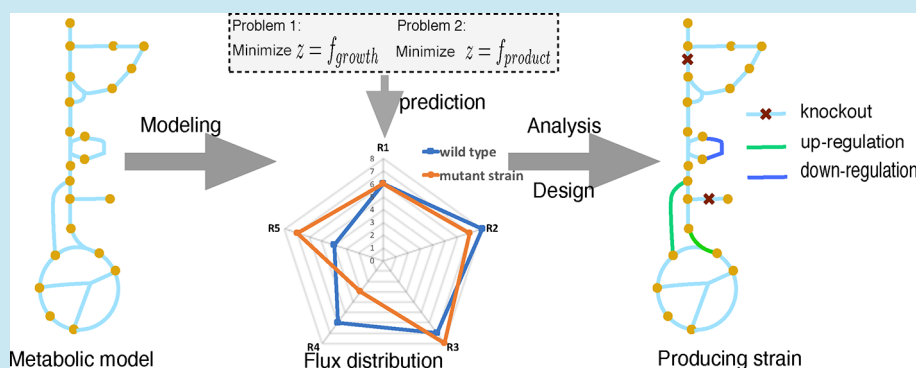 Problem 1:
Minimize z = f_growth
Problem 2:
Minimize z = f_product
prediction
Modeling
Analysis
Design
R1
8
7
6
5
4
3
2
1
0
R2
R3
R4
R5
wild type
mutant strain
knockout
up-regulation
down-regulation
Metabolic model
Flux distribution
Producing strain